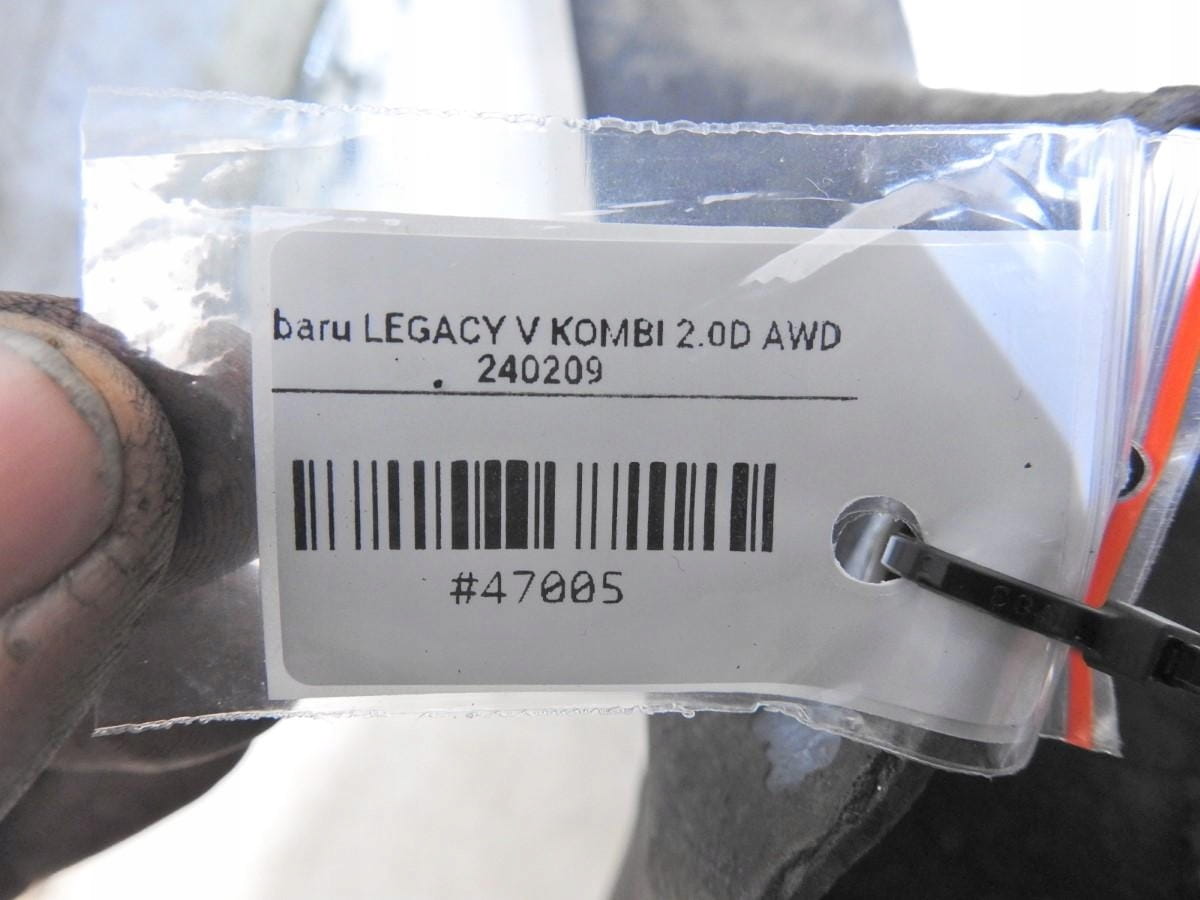 baru LEGACY V KOMBI 2.0D AWD
240209
#47005